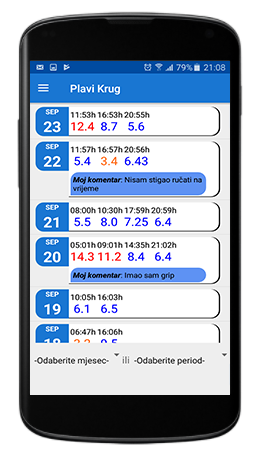 79% 21:08
Plavi Krug
SEP 23
11:53h 16:53h 20:55h
12.4 8.7 5.6
SEP 22
11:57h 16:57h 20:56h
5.4 3.4 6.43
Moj komentar: Nisam stigao ručati na
vrijeme
SEP 21
08:00h 10:30h 17:59h 20:59h
5.5 8.0 7.25 6.4
SEP 20
05:01h 09:01h 14:35h 21:02h
14.3 11.2 8.4 6.4
Moj komentar: Imao sam grip
SEP 19
10:05h 16:03h
6.1 6.5
SEP 18
06:47h 16:06h
-Odaberite mjesec- ili -Odaberite period-